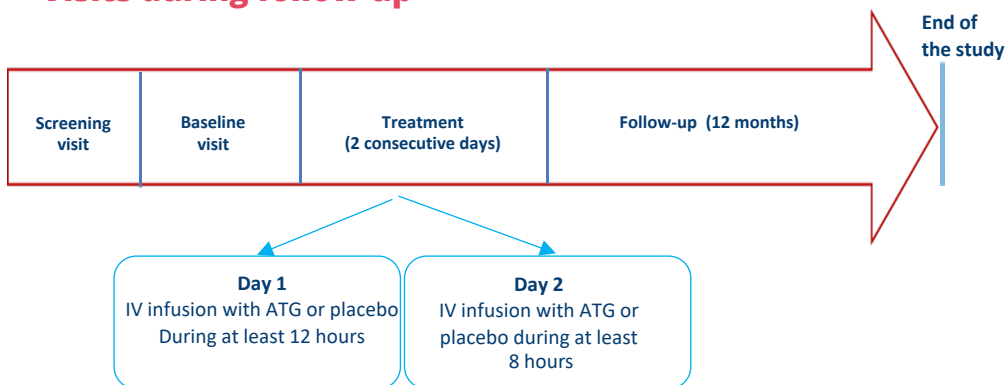 Visits during follow-up
End of
the study
Screening
visit
Baseline
visit
Treatment
(2 consecutive days)
Follow-up (12 months)
Day 1
IV infusion with ATG or placebo
During at least 12 hours
Day 2
IV infusion with ATG or
placebo during at least
8 hours